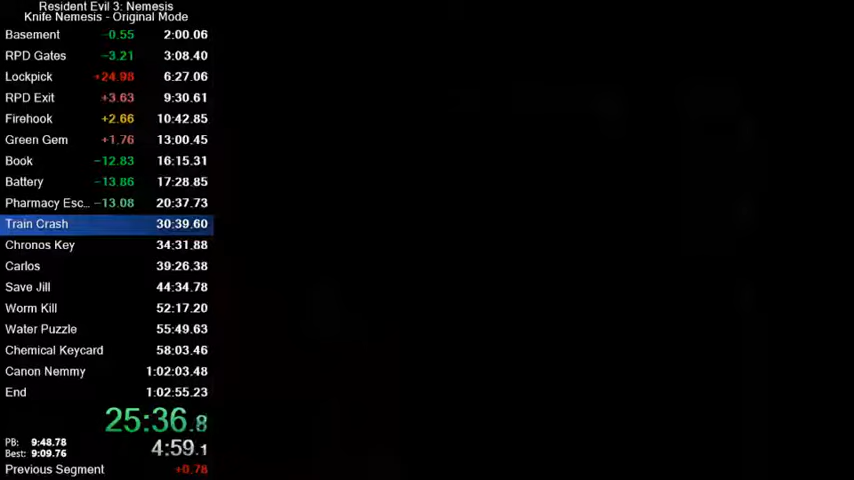 Resident Evil 3: Nemesis
Knife Nemesis - Original Mode
Basement -0.55 2:00.06
RPD Gates -3.21 3:08.40
Lockpick +24.98 6:27.06
RPD Exit +3.63 9:30.61
Firehook +2.66 10:42.85
Green Gem +1.76 13:00.45
Book -12.83 16:15.31
Battery -13.86 17:28.85
Pharmacy Esc... -13.08 20:37.73
Train Crash 30:39.60
Chronos Key 34:31.88
Carlos 39:26.38
Save Jill 44:34.78
Worm Kill 52:17.20
Water Puzzle 55:49.63
Chemical Keycard 58:03.46
Canon Nemmy 1:02:03.48
End 1:02:55.23
25:36.8
PB: 9:48.78 4:59.1
Best: 9:09.76
Previous Segment +0.78